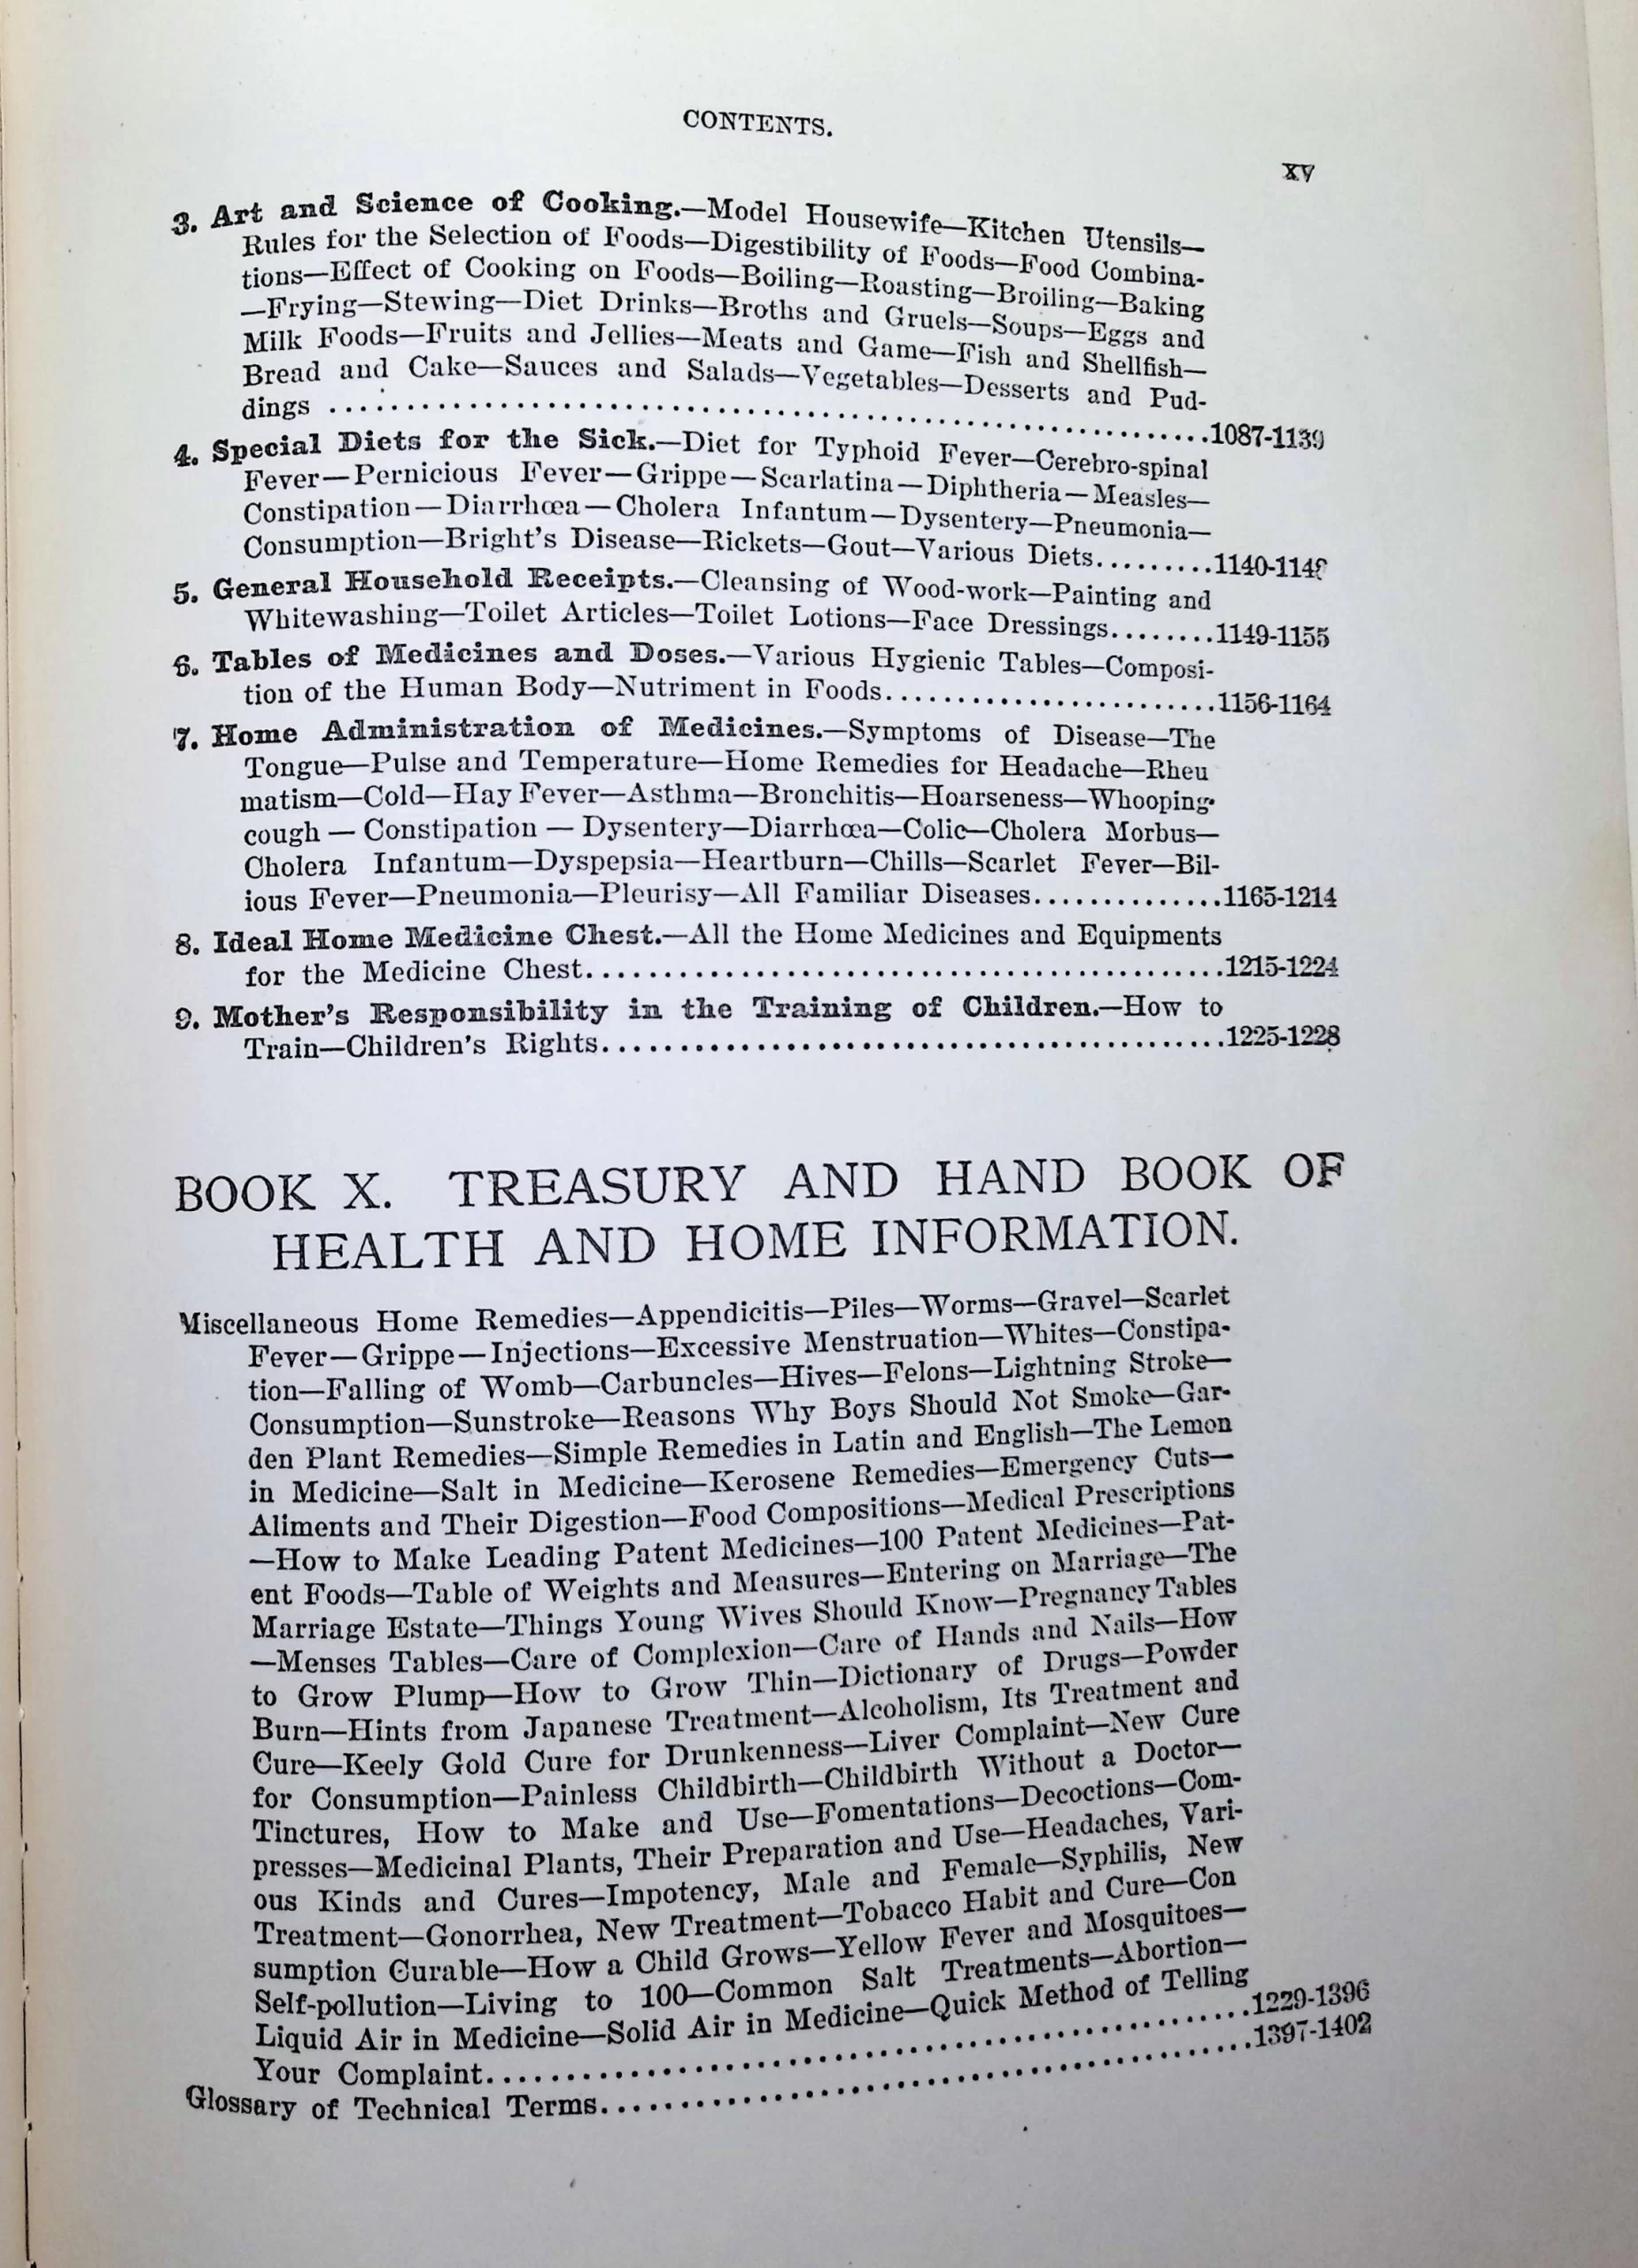 CONTENTS.
XV
3. Art and Science of Cooking.—Model Housewife—Kitchen Utensils—
Rules for the Selection of Foods—Digestibility of Foods—Food Combina-
tions—Effect of Cooking on Foods—Boiling—Roasting—Broiling—Baking
—Frying—Stewing—Diet Drinks—Broths and Gruels—Soups—Eggs and
Milk Foods—Fruits and Jellies—Meats and Game—Fish and Shellfish—
Bread and Cake—Sauces and Salads—Vegetables—Desserts and Pud-
dings ........................................................1087-1139
4. Special Diets for the Sick.—Diet for Typhoid Fever—Cerebro-spinal
Fever—Pernicious Fever—Grippe—Scarlatina—Diphtheria—Measles—
Constipation—Diarrhœa—Cholera Infantum—Dysentery—Pneumonia—
Consumption—Bright's Disease—Rickets—Gout—Various Diets.........1140-1148
5. General Household Receipts.—Cleansing of Wood-work—Painting and
Whitewashing—Toilet Articles—Toilet Lotions—Face Dressings........1149-1155
6. Tables of Medicines and Doses.—Various Hygienic Tables—Composi-
tion of the Human Body—Nutriment in Foods.........................1156-1164
7. Home Administration of Medicines.—Symptoms of Disease—The
Tongue—Pulse and Temperature—Home Remedies for Headache—Rheu
matism—Cold—Hay Fever—Asthma—Bronchitis—Hoarseness—Whooping-
cough — Constipation — Dysentery—Diarrhœa—Colic—Cholera Morbus—
Cholera Infantum—Dyspepsia—Heartburn—Chills—Scarlet Fever—Bil-
ious Fever—Pneumonia—Pleurisy—All Familiar Diseases..............1165-1214
8. Ideal Home Medicine Chest.—All the Home Medicines and Equipments
for the Medicine Chest..........................................1215-1224
9. Mother's Responsibility in the Training of Children.—How to
Train—Children's Rights.........................................1225-1228
BOOK X. TREASURY AND HAND BOOK OF
HEALTH AND HOME INFORMATION.
Miscellaneous Home Remedies—Appendicitis—Piles—Worms—Gravel—Scarlet
Fever—Grippe—Injections—Excessive Menstruation—Whites—Constipa-
tion—Falling of Womb—Carbuncles—Hives—Felons—Lightning Stroke—
Consumption—Sunstroke—Reasons Why Boys Should Not Smoke—Gar-
den Plant Remedies—Simple Remedies in Latin and English—The Lemon
in Medicine—Salt in Medicine—Kerosene Remedies—Emergency Cuts—
Aliments and Their Digestion—Food Compositions—Medical Prescriptions
—How to Make Leading Patent Medicines—100 Patent Medicines—Pat-
ent Foods—Table of Weights and Measures—Entering on Marriage—The
Marriage Estate—Things Young Wives Should Know—Pregnancy Tables
—Menses Tables—Care of Complexion—Care of Hands and Nails—How
to Grow Plump—How to Grow Thin—Dictionary of Drugs—Powder
Burn—Hints from Japanese Treatment—Alcoholism, Its Treatment and
Cure—Keely Gold Cure for Drunkenness—Liver Complaint—New Cure
for Consumption—Painless Childbirth—Childbirth Without a Doctor—
Tinctures, How to Make and Use—Fomentations—Decoctions—Com-
presses—Medicinal Plants, Their Preparation and Use—Headaches, Vari-
ous Kinds and Cures—Impotency, Male and Female—Syphilis, New
Treatment—Gonorrhea, New Treatment—Tobacco Habit and Cure—Con
sumption Curable—How a Child Grows—Yellow Fever and Mosquitoes—
Self-pollution—Living to 100—Common Salt Treatments—Abortion—
Liquid Air in Medicine—Solid Air in Medicine—Quick Method of Telling
Your Complaint..................................................1229-1396
Glossary of Technical Terms.........................................1397-1402